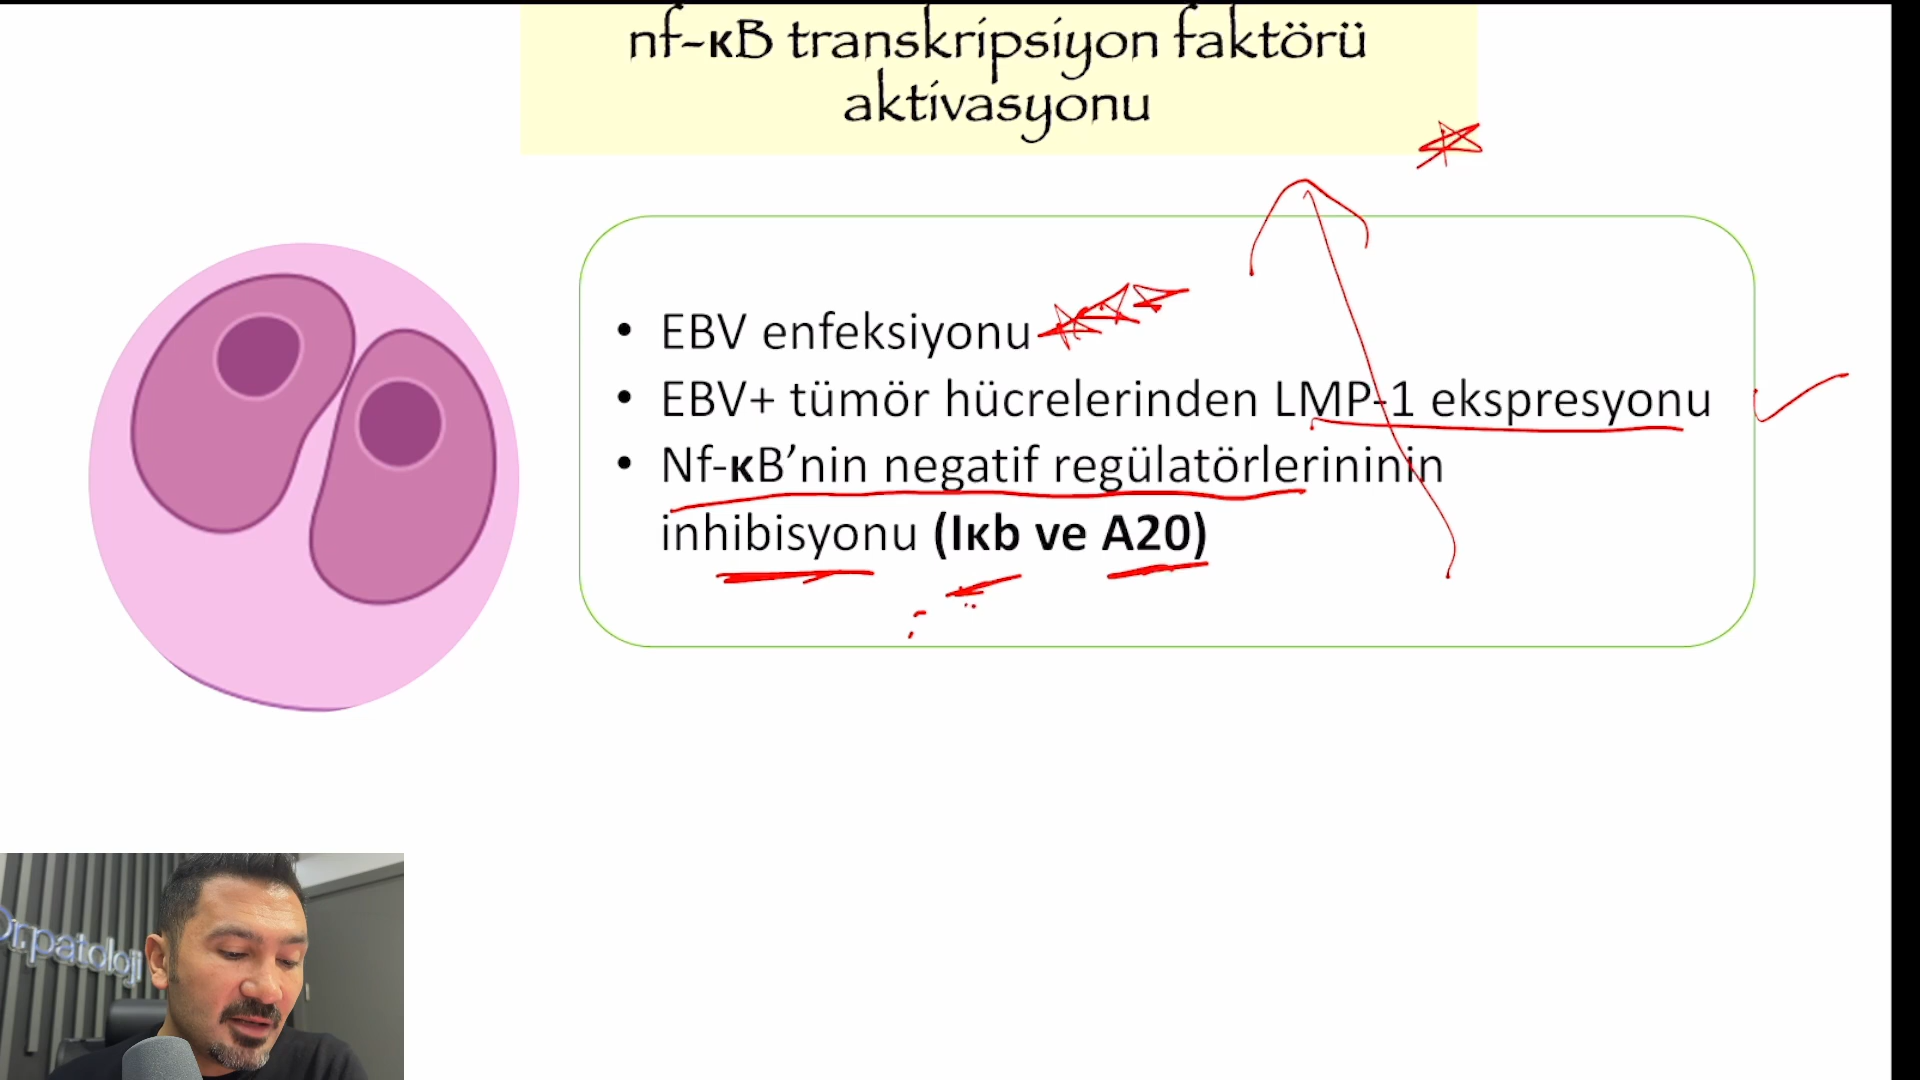 nf-κB transkripsiyon faktörü
aktivasyonu
• EBV enfeksiyonu
• EBV+ tümör hücrelerinden LMP-1 ekspresyonu
• Nf-κB’nin negatif regülatörlerininin
inhibisyonu (Iκb ve A20)
Drpatoloji